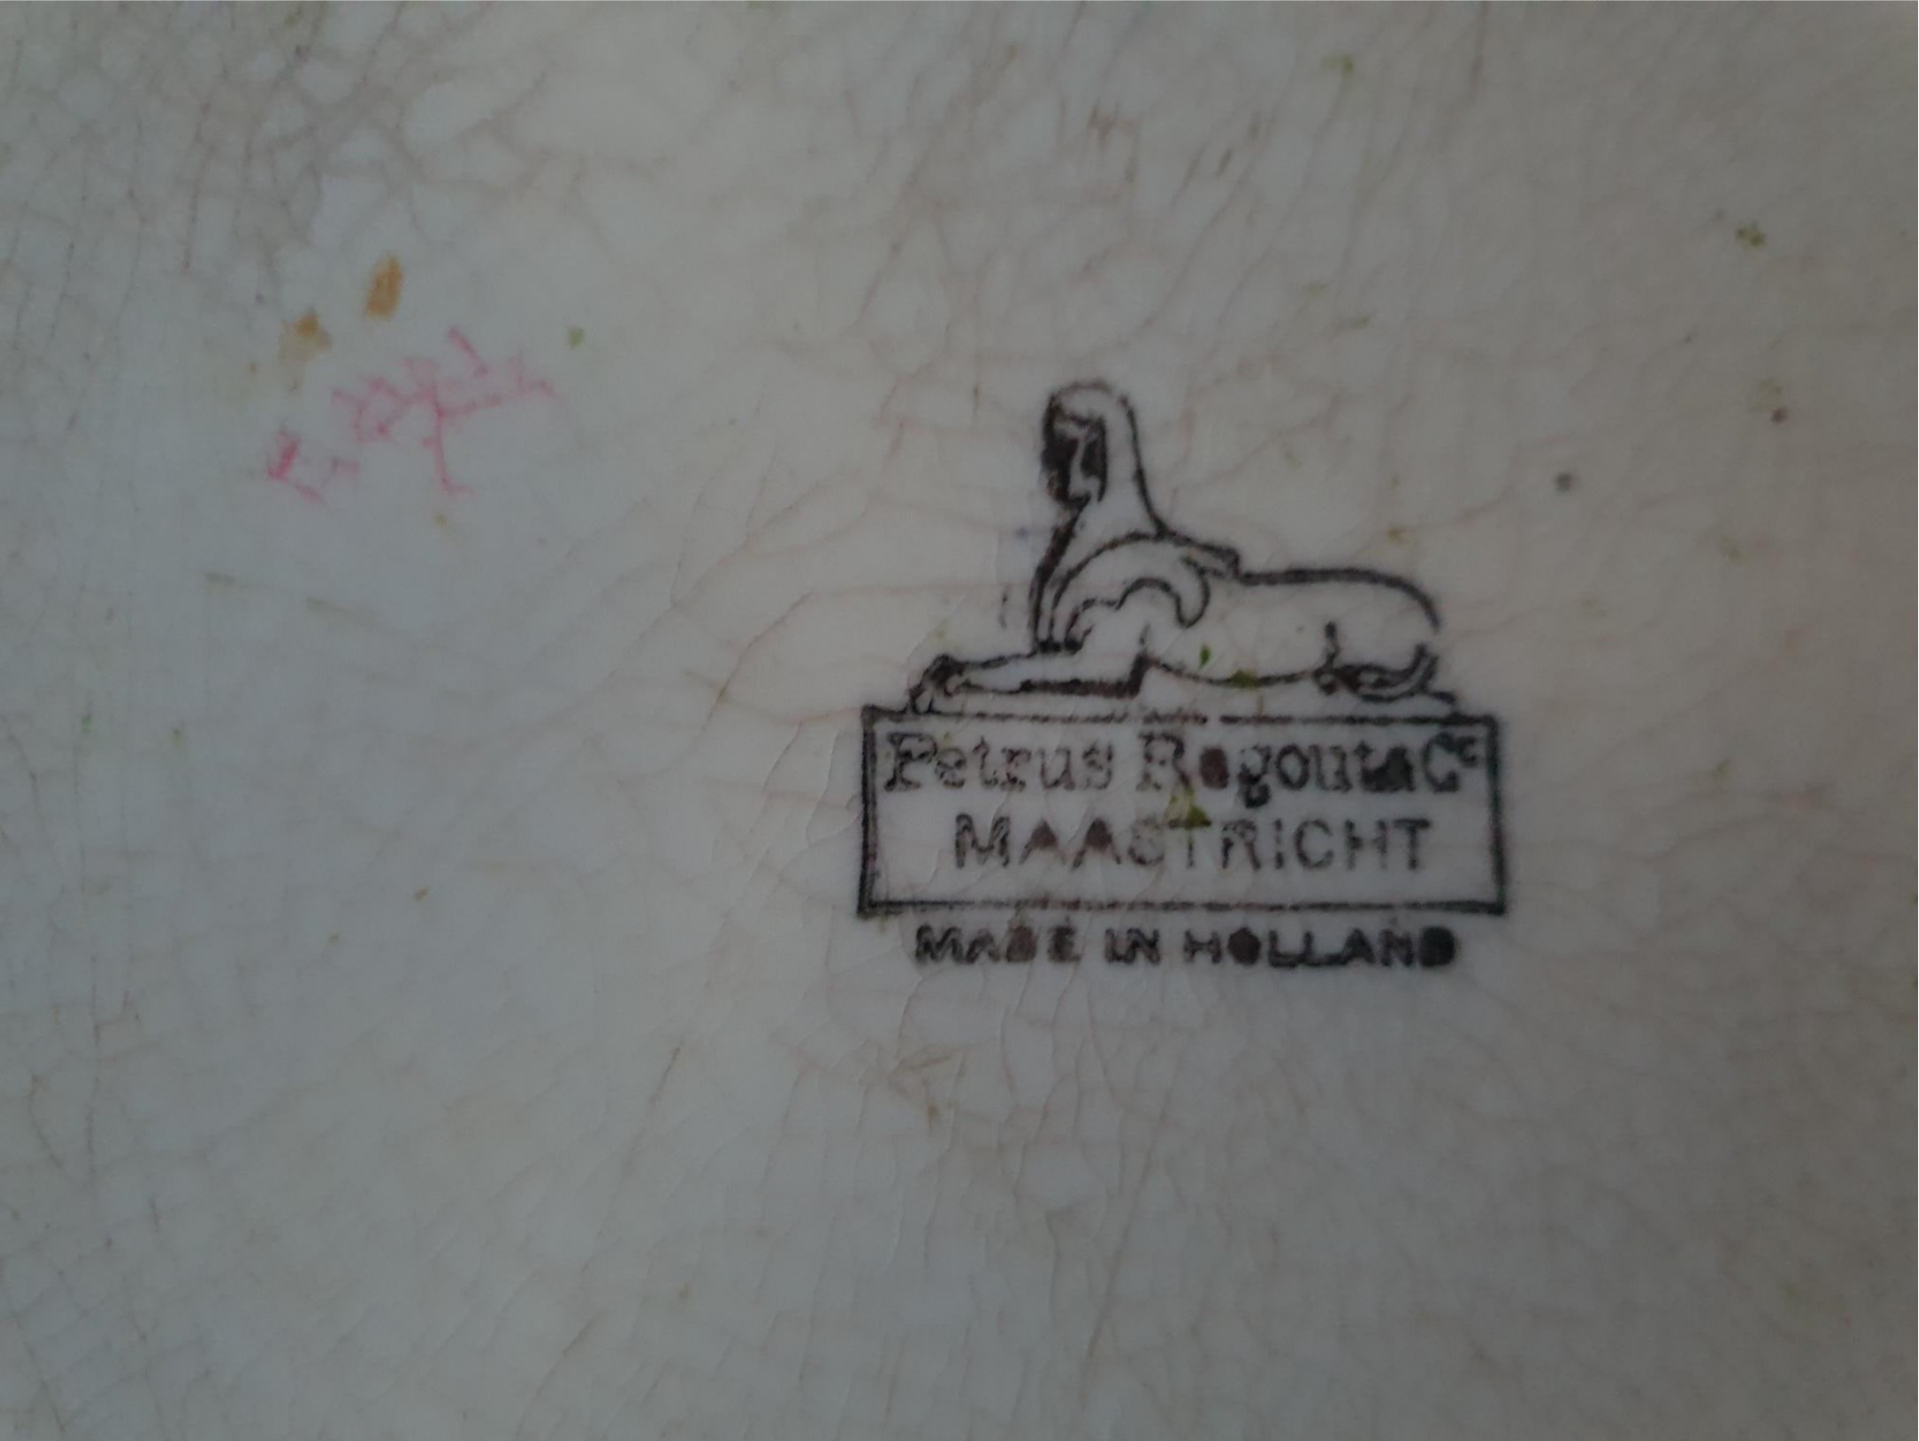 Petrus Regout & Co
MAASTRICHT
MADE IN HOLLAND